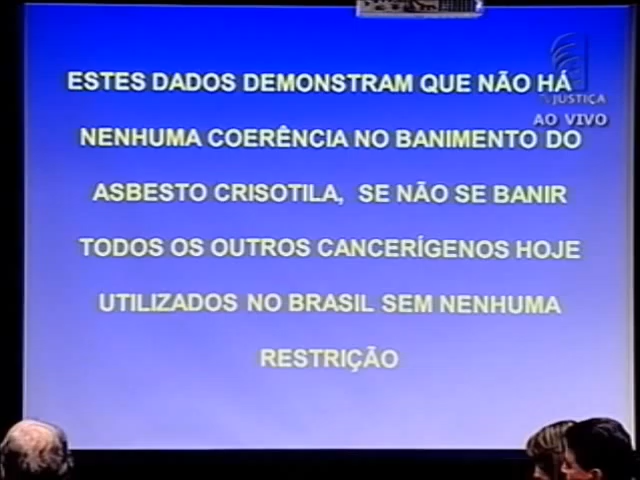 ESTES DADOS DEMONSTRAM QUE NÃO HÁ
NENHUMA COERÊNCIA NO BANIMENTO DO
ASBESTO CRISOTILA, SE NÃO SE BANIR
TODOS OS OUTROS CANCERÍGENOS HOJE
UTILIZADOS NO BRASIL SEM NENHUMA
RESTRIÇÃO
TV JUSTIÇA
AO VIVO